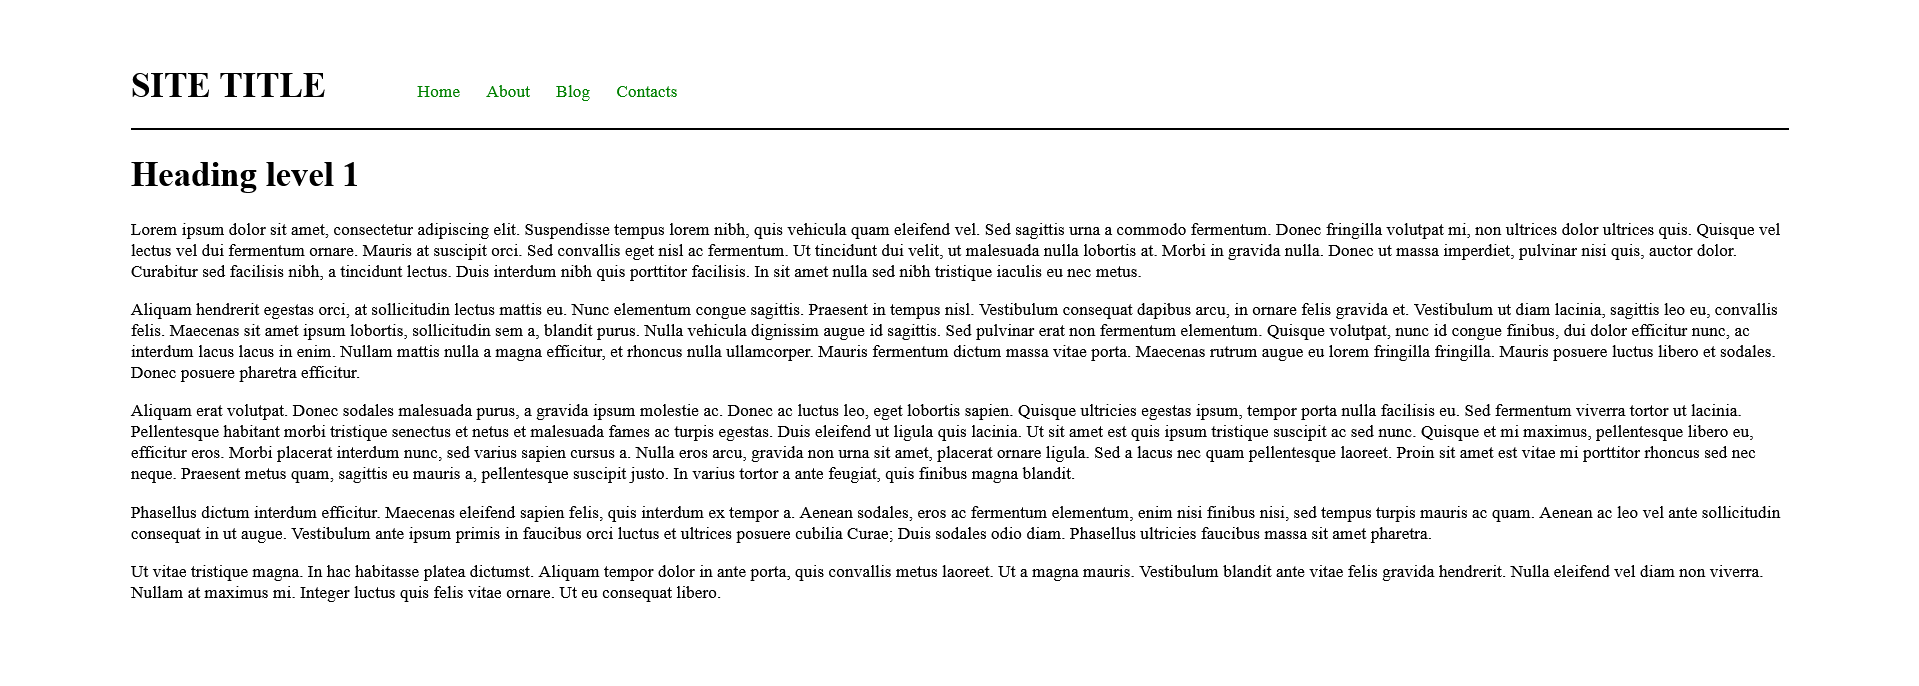 SITE TITLE
Home About Blog Contacts
Heading level 1
Lorem ipsum dolor sit amet, consectetur adipiscing elit. Suspendisse tempus lorem nibh, quis vehicula quam eleifend vel. Sed sagittis urna a commodo fermentum. Donec fringilla volutpat mi, non ultrices dolor ultrices quis. Quisque vel
lectus vel dui fermentum ornare. Mauris at suscipit orci. Sed convallis eget nisl ac fermentum. Ut tincidunt dui velit, ut malesuada nulla lobortis at. Morbi in gravida nulla. Donec ut massa imperdiet, pulvinar nisi quis, auctor dolor.
Curabitur sed facilisis nibh, a tincidunt lectus. Duis interdum nibh quis porttitor facilisis. In sit amet nulla sed nibh tristique iaculis eu nec metus.
Aliquam hendrerit egestas orci, at sollicitudin lectus mattis eu. Nunc elementum congue sagittis. Praesent in tempus nisl. Vestibulum consequat dapibus arcu, in ornare felis gravida et. Vestibulum ut diam lacinia, sagittis leo eu, convallis
felis. Maecenas sit amet ipsum lobortis, sollicitudin sem a, blandit purus. Nulla vehicula dignissim augue id sagittis. Sed pulvinar erat non fermentum elementum. Quisque volutpat, nunc id congue finibus, dui dolor efficitur nunc, ac
interdum lacus lacus in enim. Nullam mattis nulla a magna efficitur, et rhoncus nulla ullamcorper. Mauris fermentum dictum massa vitae porta. Maecenas rutrum augue eu lorem fringilla fringilla. Mauris posuere luctus libero et sodales.
Donec posuere pharetra efficitur.
Aliquam erat volutpat. Donec sodales malesuada purus, a gravida ipsum molestie ac. Donec ac luctus leo, eget lobortis sapien. Quisque ultricies egestas ipsum, tempor porta nulla facilisis eu. Sed fermentum viverra tortor ut lacinia.
Pellentesque habitant morbi tristique senectus et netus et malesuada fames ac turpis egestas. Duis eleifend ut ligula quis lacinia. Ut sit amet est quis ipsum tristique suscipit ac sed nunc. Quisque et mi maximus, pellentesque libero eu,
efficitur eros. Morbi placerat interdum nunc, sed varius sapien cursus a. Nulla eros arcu, gravida non urna sit amet, placerat ornare ligula. Sed a lacus nec quam pellentesque laoreet. Proin sit amet est vitae mi porttitor rhoncus sed nec
neque. Praesent metus quam, sagittis eu mauris a, pellentesque suscipit justo. In varius tortor a ante feugiat, quis finibus magna blandit.
Phasellus dictum interdum efficitur. Maecenas eleifend sapien felis, quis interdum ex tempor a. Aenean sodales, eros ac fermentum elementum, enim nisi finibus nisi, sed tempus turpis mauris ac quam. Aenean ac leo vel ante sollicitudin
consequat in ut augue. Vestibulum ante ipsum primis in faucibus orci luctus et ultrices posuere cubilia Curae; Duis sodales odio diam. Phasellus ultricies faucibus massa sit amet pharetra.
Ut vitae tristique magna. In hac habitasse platea dictumst. Aliquam tempor dolor in ante porta, quis convallis metus laoreet. Ut a magna mauris. Vestibulum blandit ante vitae felis gravida hendrerit. Nulla eleifend vel diam non viverra.
Nullam at maximus mi. Integer luctus quis felis vitae ornare. Ut eu consequat libero.